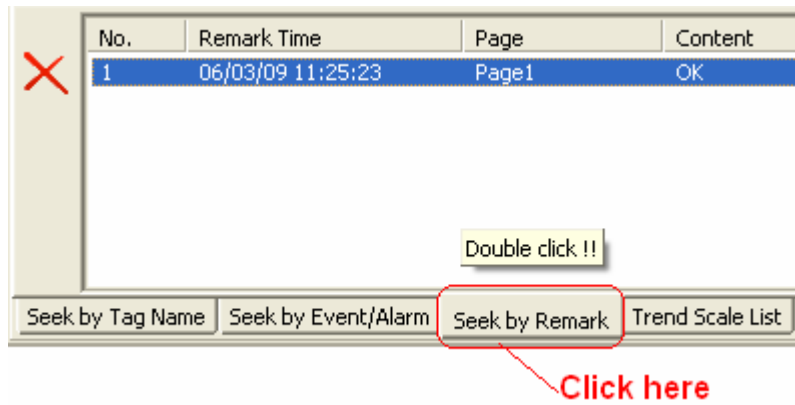 No. Remark Time Page Content
1 06/03/09 11:25:23 Page1 OK
Double click !!
Seek by Tag Name Seek by Event/Alarm Seek by Remark Trend Scale List
Click here